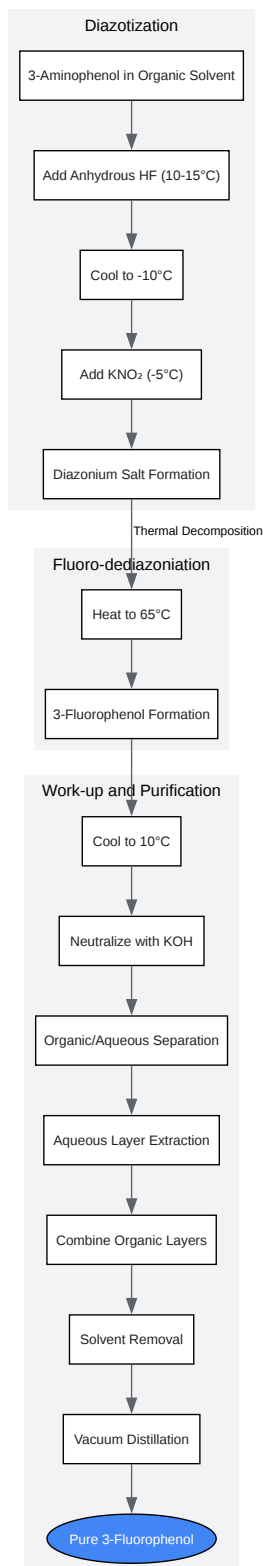 Diazotization
3-Aminophenol in Organic Solvent
Add Anhydrous HF (10-15°C)
Cool to -10°C
Add KNO₂ (-5°C)
Diazonium Salt Formation
Thermal Decomposition
Fluoro-dediazoniation
Heat to 65°C
3-Fluorophenol Formation
Work-up and Purification
Cool to 10°C
Neutralize with KOH
Organic/Aqueous Separation
Aqueous Layer Extraction
Combine Organic Layers
Solvent Removal
Vacuum Distillation
Pure 3-Fluorophenol